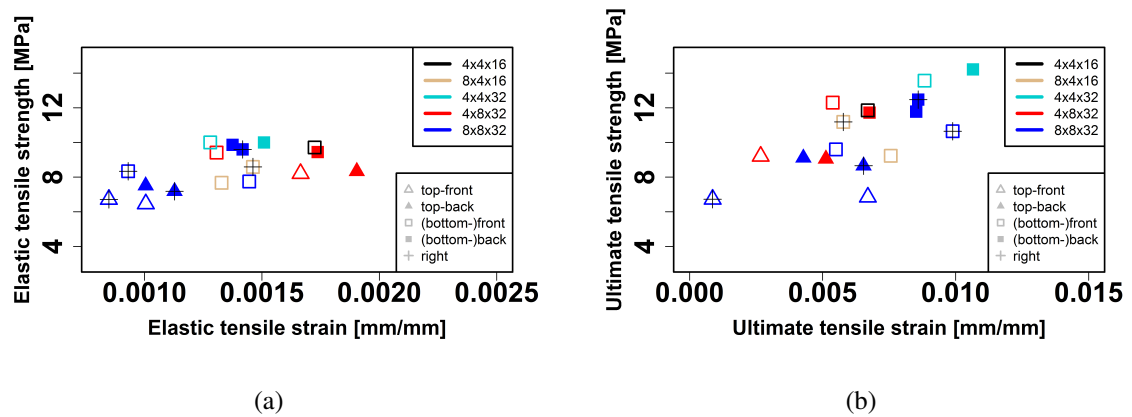 Elastic tensile strength [MPa]
4 8 12
0.0010 0.0015 0.0020 0.0025
Elastic tensile strain [mm/mm]
4x4x16
8x4x16
4x4x32
4x8x32
8x8x32
top-front
top-back
(bottom-)front
(bottom-)back
right
(a)
Ultimate tensile strength [MPa]
4 8 12
0.000 0.005 0.010 0.015
Ultimate tensile strain [mm/mm]
4x4x16
8x4x16
4x4x32
4x8x32
8x8x32
top-front
top-back
(bottom-)front
(bottom-)back
right
(b)